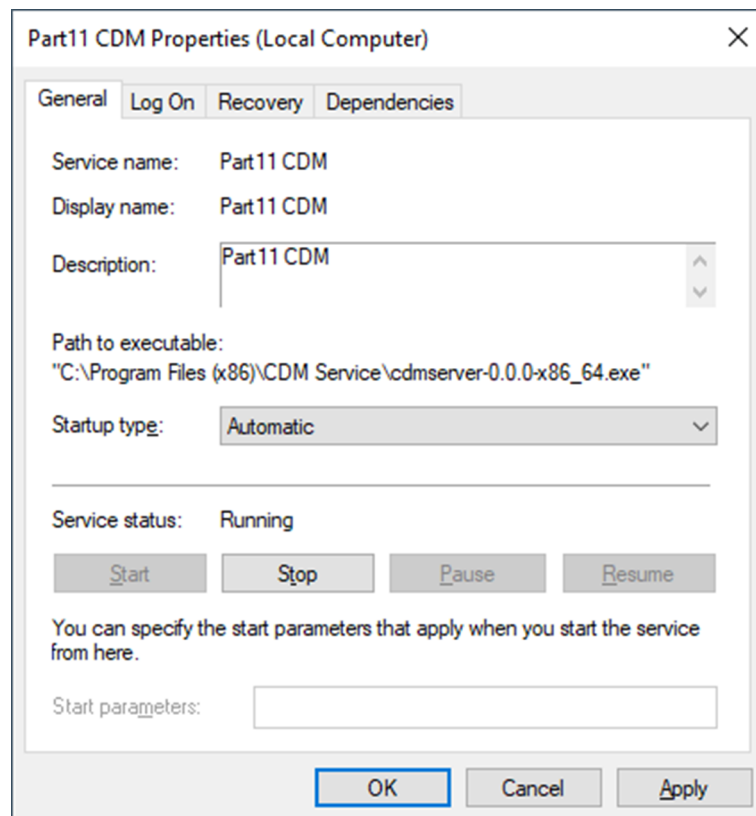 Part11 CDM Properties (Local Computer)
General Log On Recovery Dependencies
Service name: Part11 CDM
Display name: Part11 CDM
Description: Part11 CDM
Path to executable:
"C:\Program Files (x86)\CDM Service\cdmserver-0.0.0-x86_64.exe"
Startup type: Automatic
Service status: Running
Start Stop Pause Resume
You can specify the start parameters that apply when you start the service
from here.
Start parameters:
OK Cancel Apply